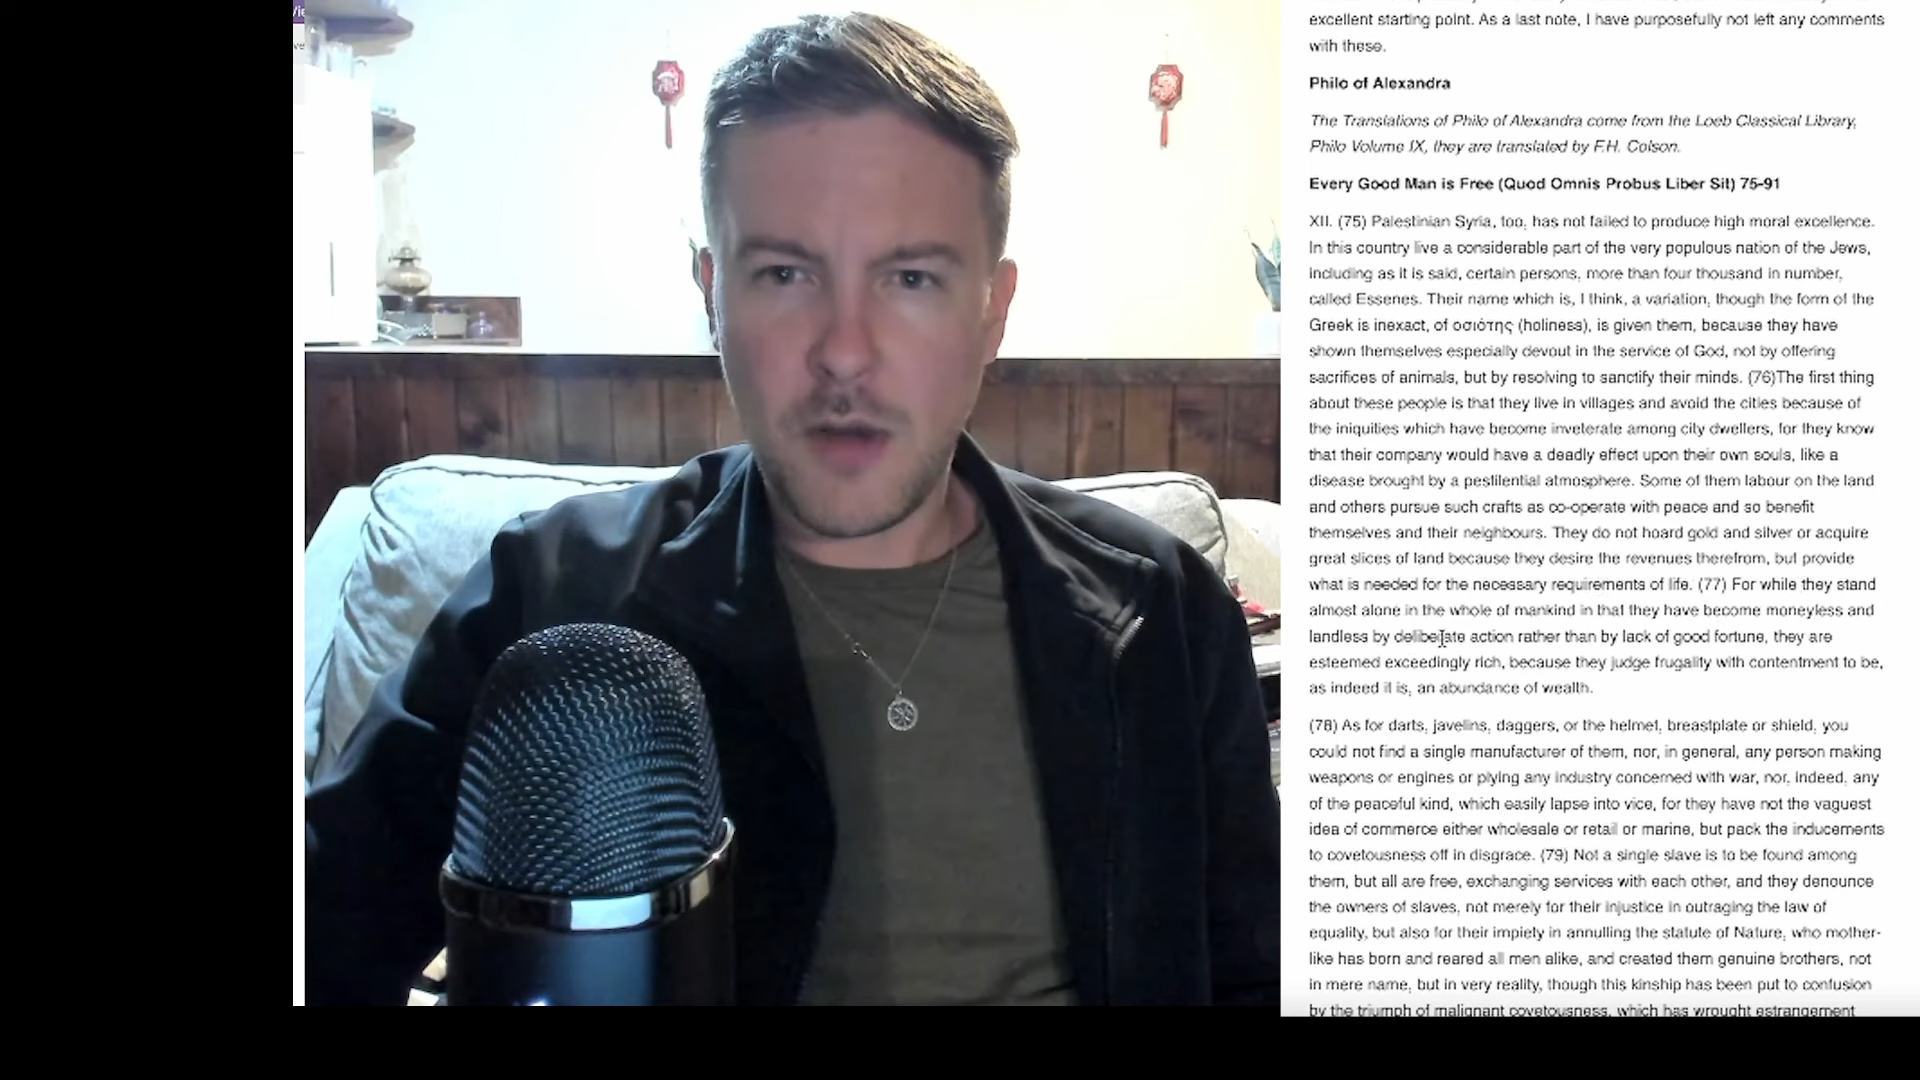 excellent starting point. As a last note, I have purposefully not left any comments
with these.
Philo of Alexandra
The Translations of Philo of Alexandra come from the Loeb Classical Library,
Philo Volume IX, they are translated by F.H. Colson.
Every Good Man is Free (Quod Omnis Probus Liber Sit) 75-91
XII. (75) Palestinian Syria, too, has not failed to produce high moral excellence.
In this country live a considerable part of the very populous nation of the Jews,
including as it is said, certain persons, more than four thousand in number,
called Essenes. Their name which is, I think, a variation, though the form of the
Greek is inexact, of οσιότης (holiness), is given them, because they have
shown themselves especially devout in the service of God, not by offering
sacrifices of animals, but by resolving to sanctify their minds. (76)The first thing
about these people is that they live in villages and avoid the cities because of
the iniquities which have become inveterate among city dwellers, for they know
that their company would have a deadly effect upon their own souls, like a
disease brought by a pestilential atmosphere. Some of them labour on the land
and others pursue such crafts as co-operate with peace and so benefit
themselves and their neighbours. They do not hoard gold and silver or acquire
great slices of land because they desire the revenues therefrom, but provide
what is needed for the necessary requirements of life. (77) For while they stand
almost alone in the whole of mankind in that they have become moneyless and
landless by deliberate action rather than by lack of good fortune, they are
esteemed exceedingly rich, because they judge frugality with contentment to be,
as indeed it is, an abundance of wealth.
(78) As for darts, javelins, daggers, or the helmet, breastplate or shield, you
could not find a single manufacturer of them, nor, in general, any person making
weapons or engines or plying any industry concerned with war, nor, indeed, any
of the peaceful kind, which easily lapse into vice, for they have not the vaguest
idea of commerce either wholesale or retail or marine, but pack the inducements
to covetousness off in disgrace. (79) Not a single slave is to be found among
them, but all are free, exchanging services with each other, and they denounce
the owners of slaves, not merely for their injustice in outraging the law of
equality, but also for their impiety in annulling the statute of Nature, who mother-
like has born and reared all men alike, and created them genuine brothers, not
in mere name, but in very reality, though this kinship has been put to confusion
by the triumph of malignant covetousness, which has wrought estrangement